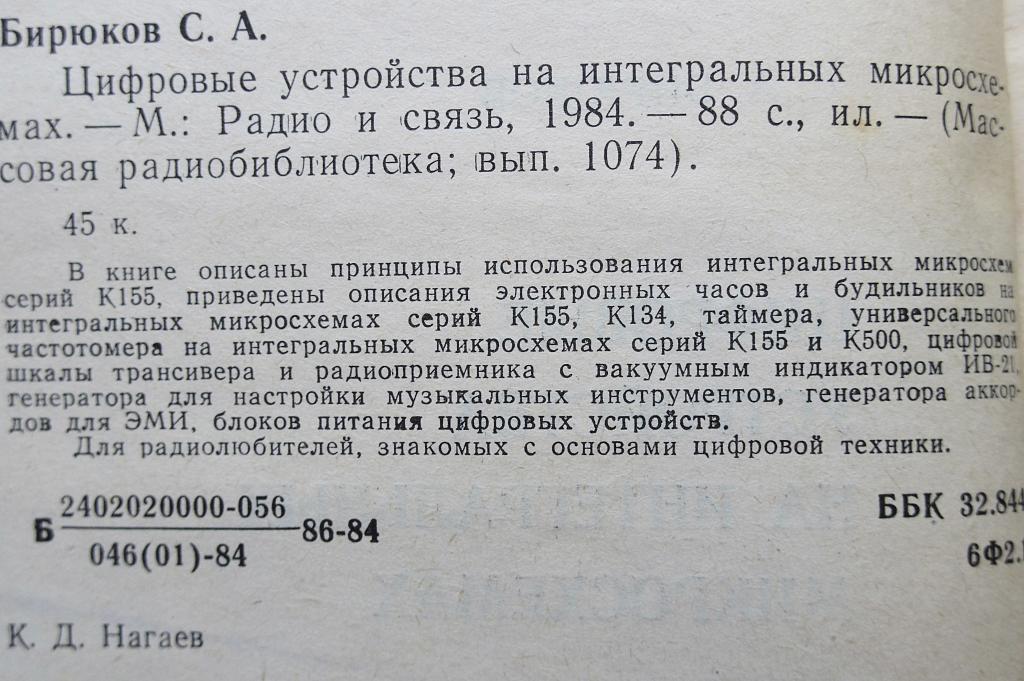 Бирюков С. А.
Цифровые устройства на интегральных микросхе-
мах. — М.: Радио и связь, 1984. — 88 с., ил. — (Мас-
совая радиобиблиотека; вып. 1074).
45 к.
В книге описаны принципы использования интегральных микросхем
серий К155, приведены описания электронных часов и будильников на
интегральных микросхемах серий К155, К134, таймера, универсального
частотомера на интегральных микросхемах серий К155 и К500, цифровой
шкалы трансивера и радиоприемника с вакуумным индикатором ИВ-21,
генератора для настройки музыкальных инструментов, генератора аккор-
дов для ЭМИ, блоков питания цифровых устройств.
Для радиолюбителей, знакомых с основами цифровой техники.
2402020000-056
Б 86-84
046(01)-84
ББК 32.844
6Ф2.
К. Д. Нагаев